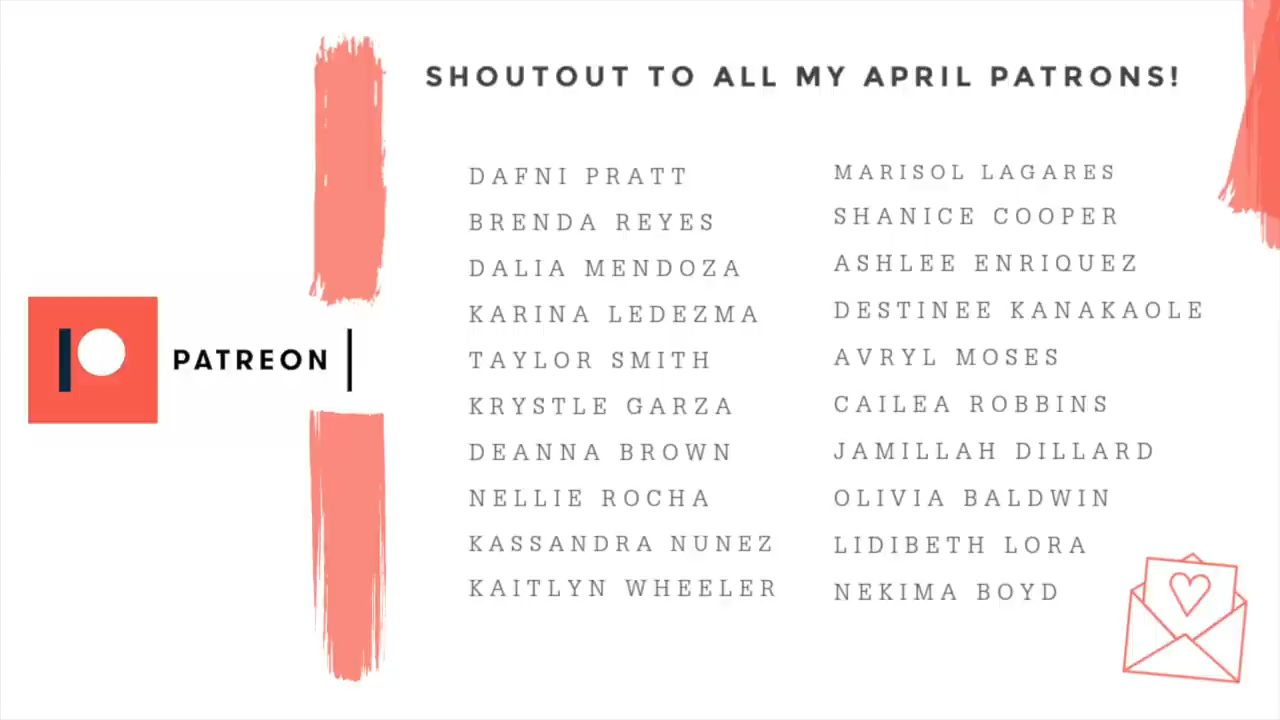 SHOUTOUT TO ALL MY APRIL PATRONS!
DAFNI PRATT
BRENDA REYES
DALIA MENDOZA
KARINA LEDEZMA
TAYLOR SMITH
KRYSTLE GARZA
DEANNA BROWN
NELLIE ROCHA
KASSANDRA NUNEZ
KAITLYN WHEELER
MARISOL LAGARES
SHANICE COOPER
ASHLEE ENRIQUEZ
DESTINEE KANAKAOLE
AVRYL MOSES
CAILEA ROBBINS
JAMILLAH DILLARD
OLIVIA BALDWIN
LIDIBETH LORA
NEKIMA BOYD
PATREON